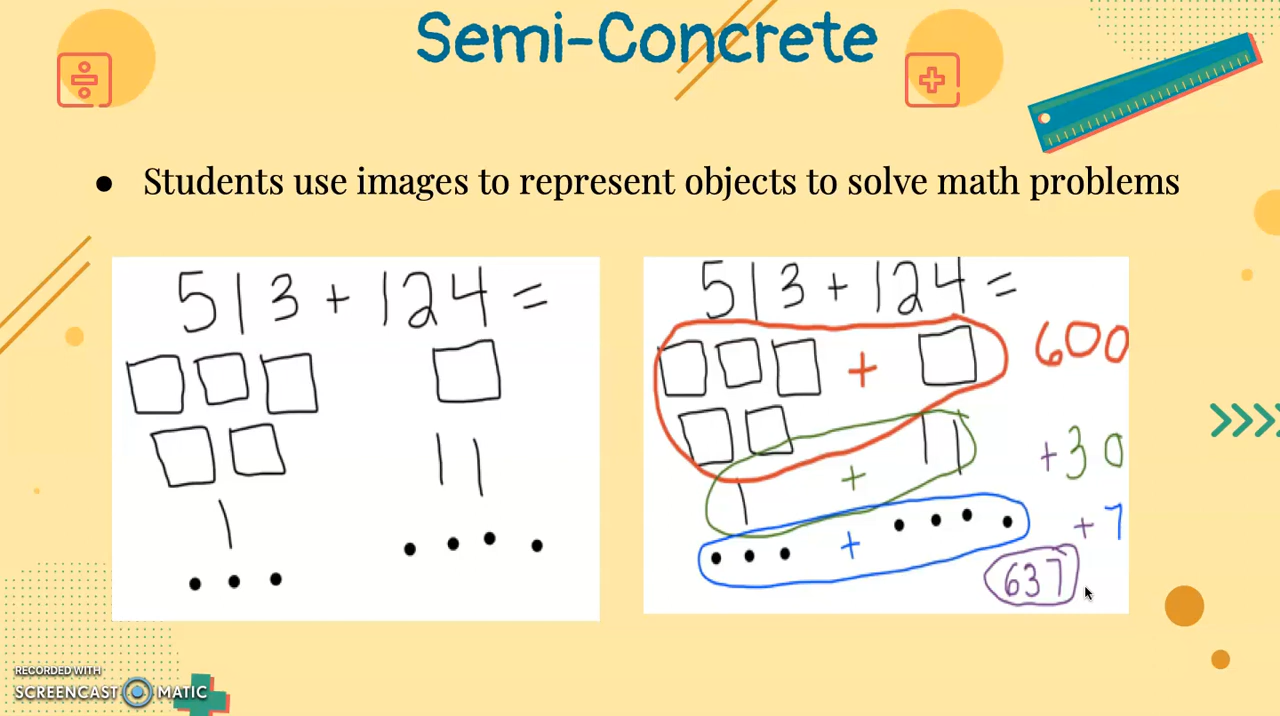 Semi-Concrete
● Students use images to represent objects to solve math problems
513 + 124 =
513 + 124 =
+
600
+
+30
+
+7
637
RECORDED WITH
SCREENCAST MATIC